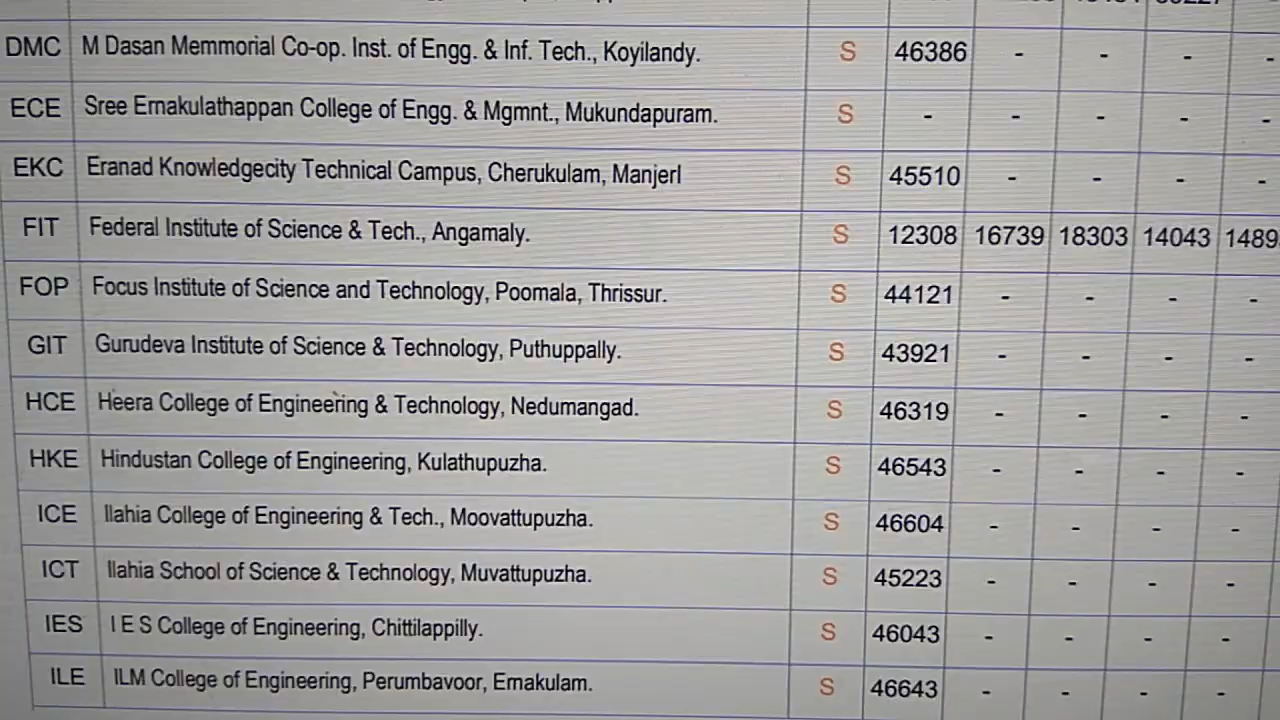 DMC M Dasan Memmorial Co-op. Inst. of Engg. & Inf. Tech., Koyilandy. S 46386 - - - -
ECE Sree Ernakulathappan College of Engg. & Mgmnt., Mukundapuram. S - - - - -
EKC Eranad Knowledgecity Technical Campus, Cherukulam, Manjerl S 45510 - - - -
FIT Federal Institute of Science & Tech., Angamaly. S 12308 16739 18303 14043 1489
FOP Focus Institute of Science and Technology, Poomala, Thrissur. S 44121 - - - -
GIT Gurudeva Institute of Science & Technology, Puthuppally. S 43921 - - - -
HCE Heera College of Engineering & Technology, Nedumangad. S 46319 - - - -
HKE Hindustan College of Engineering, Kulathupuzha. S 46543 - - - -
ICE Ilahia College of Engineering & Tech., Moovattupuzha. S 46604 - - - -
ICT Ilahia School of Science & Technology, Muvattupuzha. S 45223 - - - -
IES I E S College of Engineering, Chittilappilly. S 46043 - - - -
ILE ILM College of Engineering, Perumbavoor, Ernakulam. S 46643 - - - -